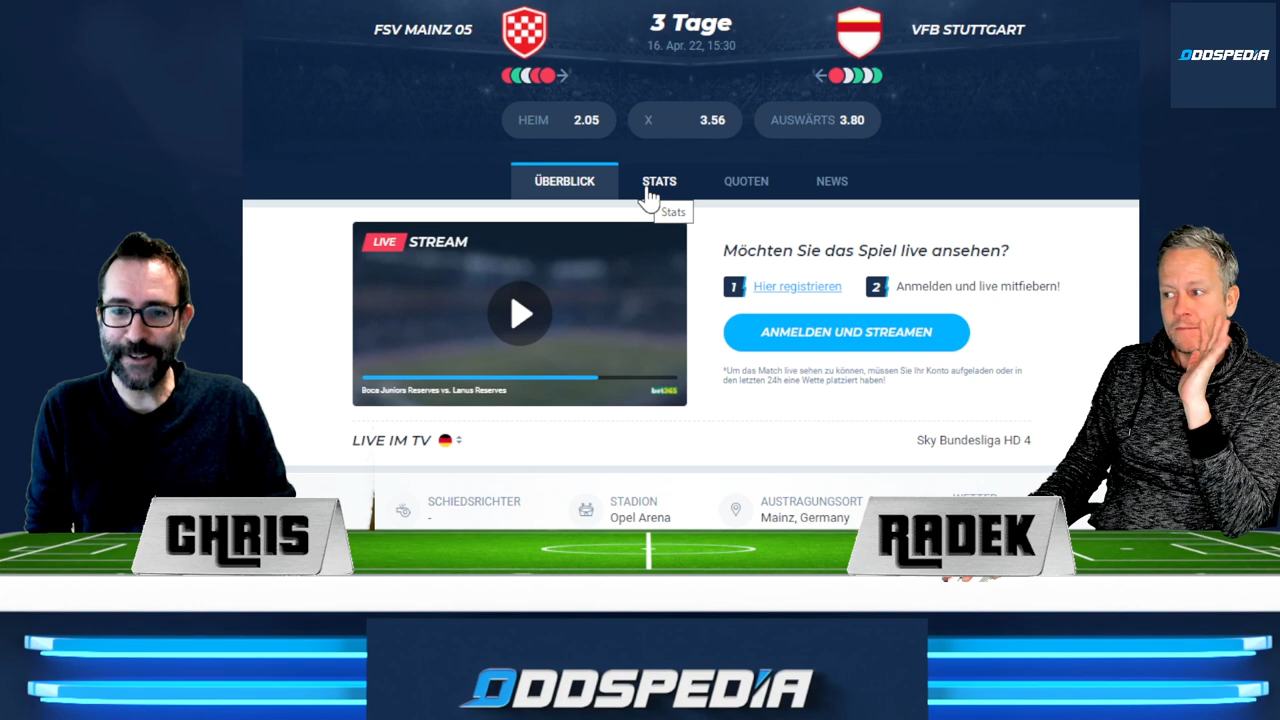 FSV MAINZ 05
3 Tage
16. Apr. 22, 15:30
VFB STUTTGART
ODDSPEDIA
HEIM 2.05
X 3.56
AUSWÄRTS 3.80
ÜBERBLICK
STATS
QUOTEN
NEWS
Stats
LIVE STREAM
Möchten Sie das Spiel live ansehen?
1 Hier registrieren
2 Anmelden und live mitfiebern!
ANMELDEN UND STREAMEN
*Um das Match live sehen zu können, müssen Sie Ihr Konto aufgeladen oder in
den letzten 24h eine Wette platziert haben!
Boca Juniors Reserves vs. Lanus Reserves
bet365
LIVE IM TV
Sky Bundesliga HD 4
SCHIEDSRICHTER
-
STADION
Opel Arena
AUSTRAGUNGSORT
Mainz, Germany
WETTER
CHRIS
RADEK
ODDSPEDIA